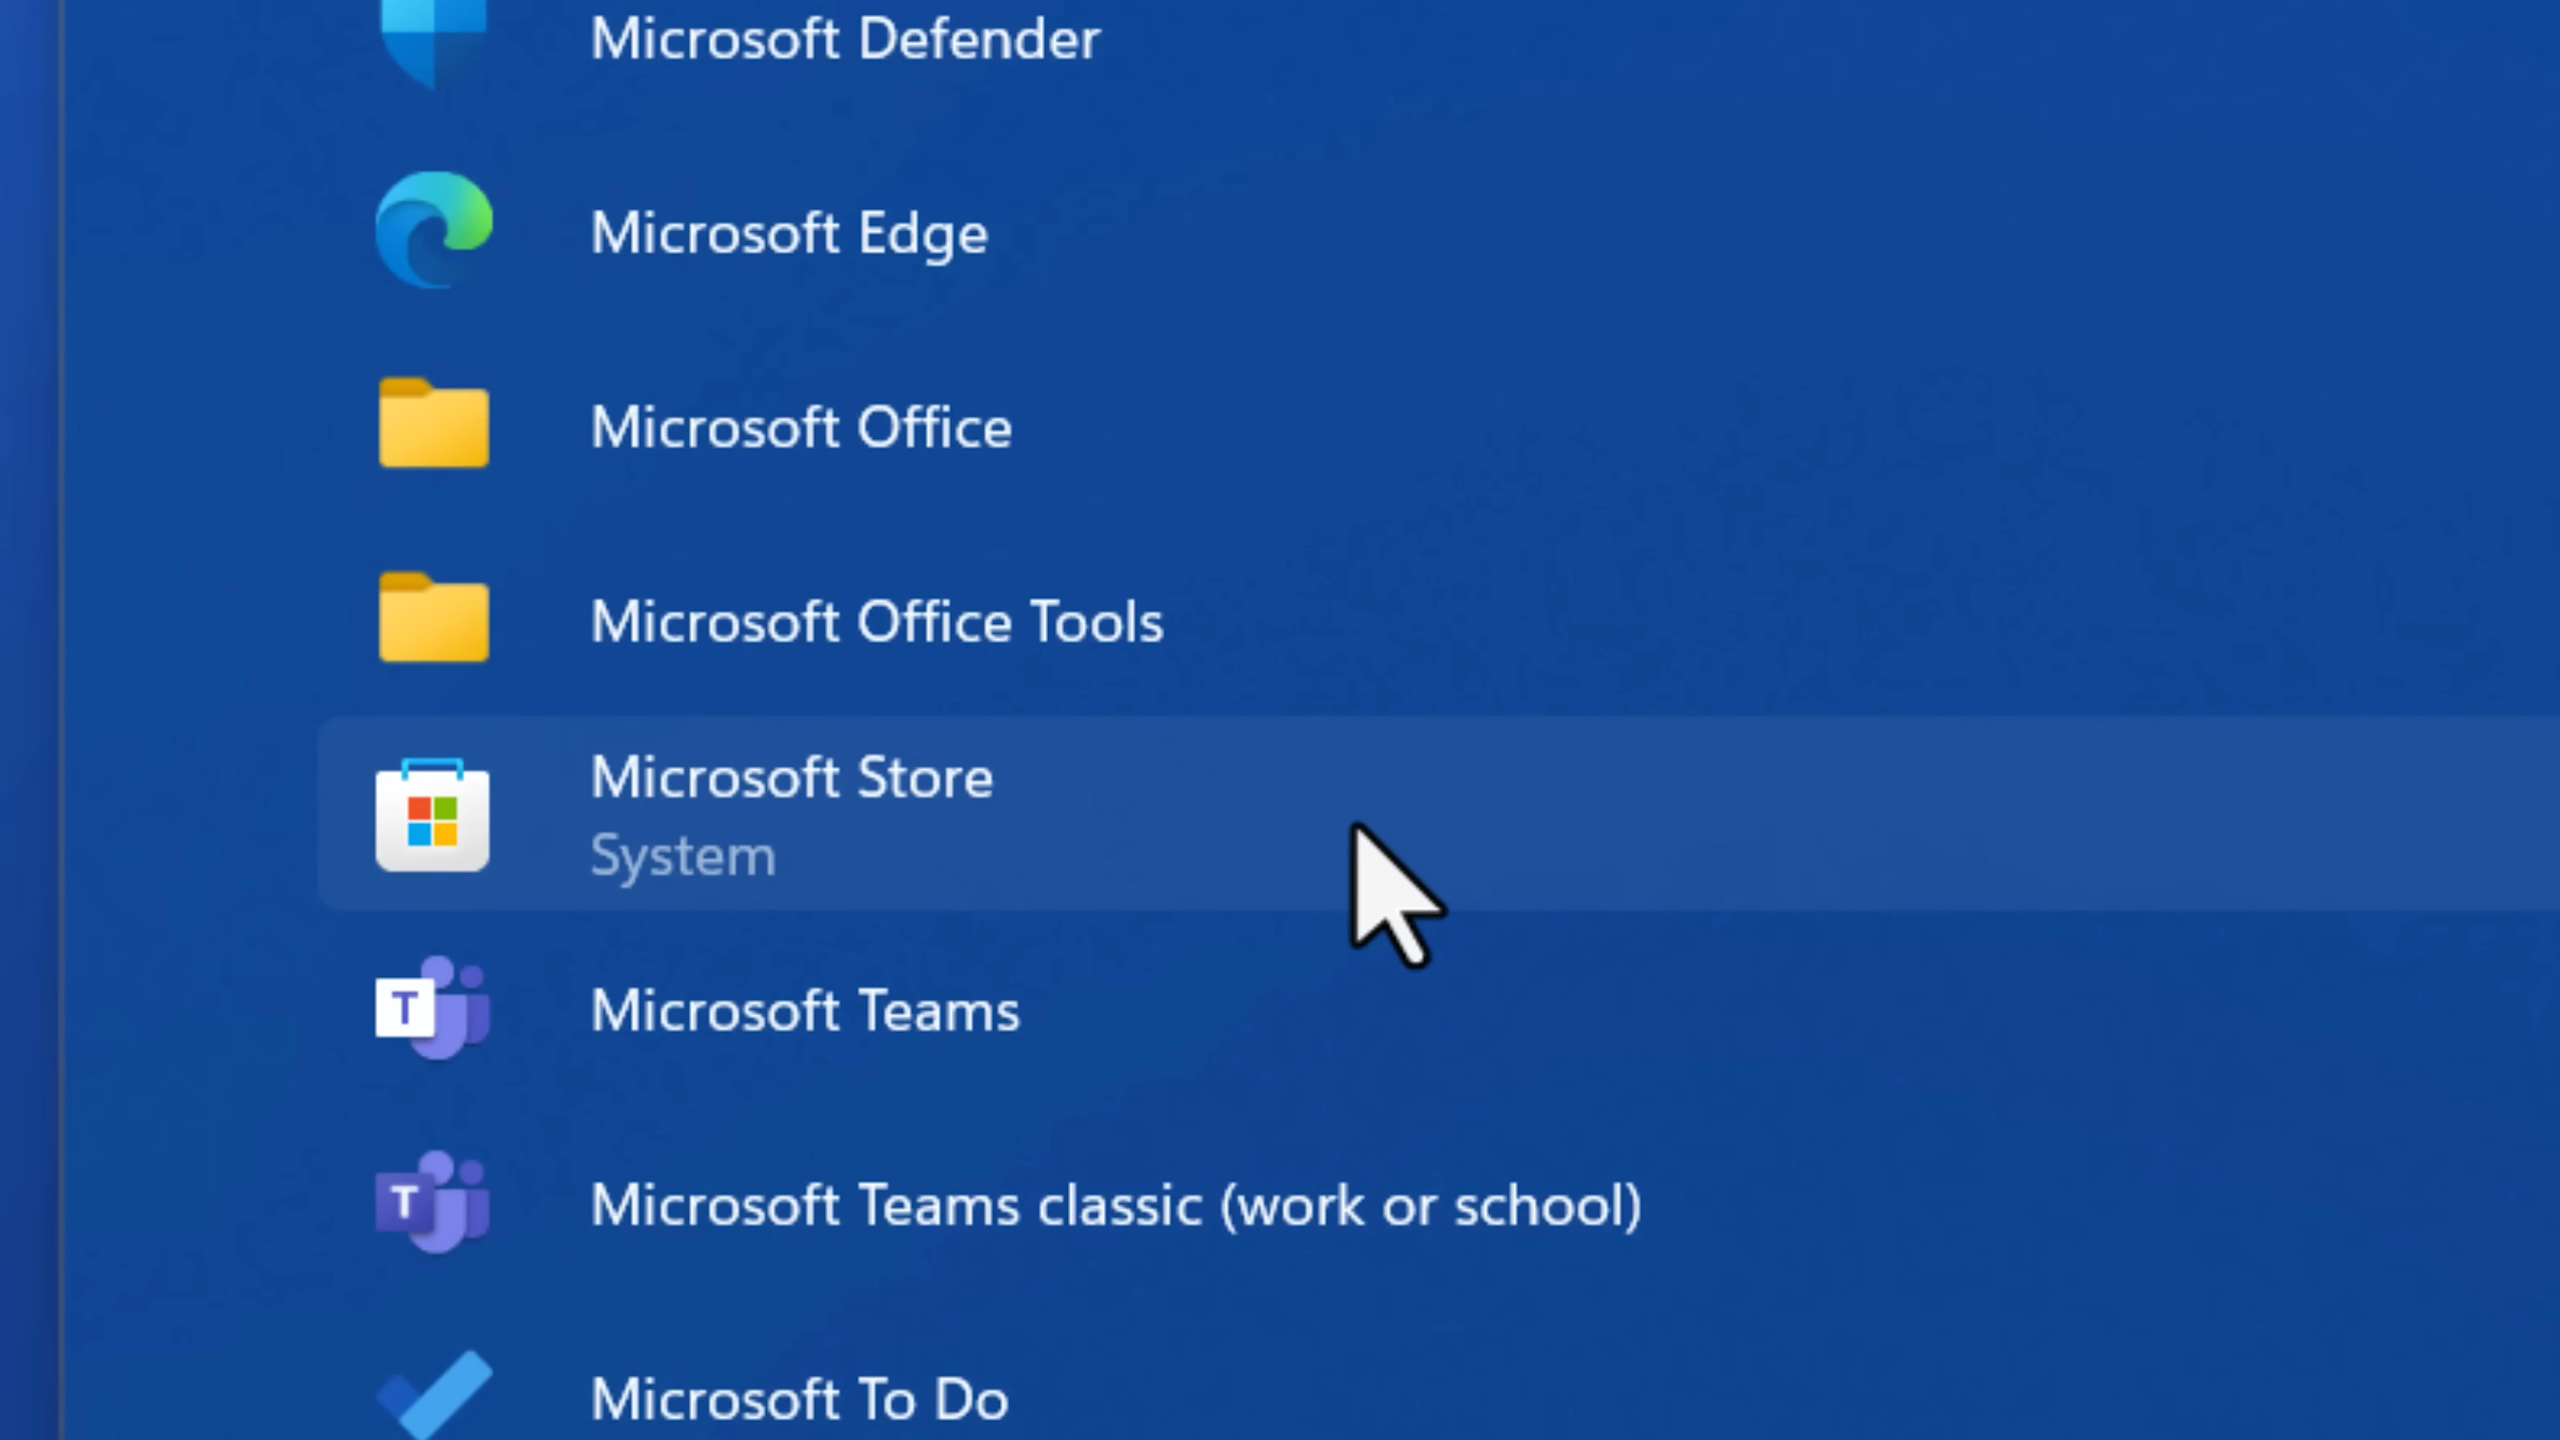 Microsoft Defender
Microsoft Edge
Microsoft Office
Microsoft Office Tools
Microsoft Store
System
T
Microsoft Teams
T
Microsoft Teams classic (work or school)
Microsoft To Do